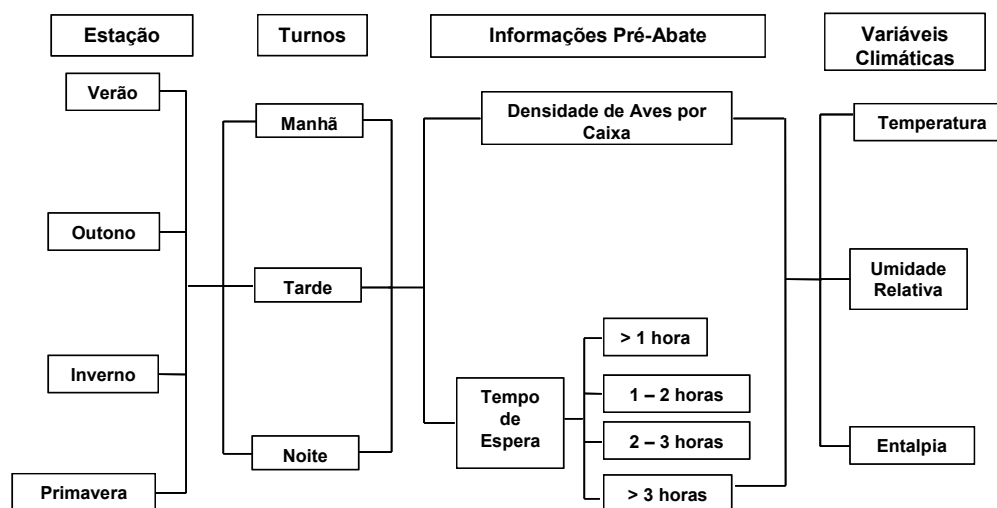 Estação
Turnos
Informações Pré-Abate
Variáveis
Climáticas
Verão
Outono
Inverno
Primavera
Manhã
Tarde
Noite
Densidade de Aves por
Caixa
Tempo
de
Espera
> 1 hora
1 – 2 horas
2 – 3 horas
> 3 horas
Temperatura
Umidade
Relativa
Entalpia